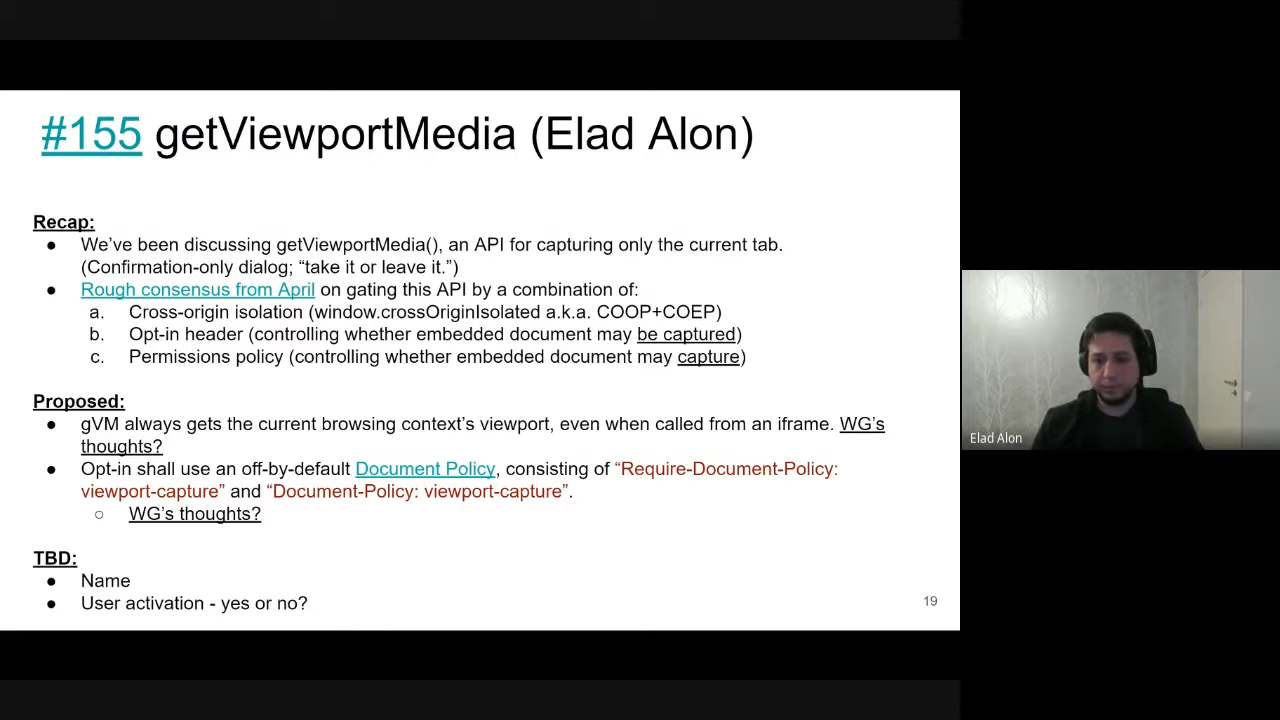 #155 getViewportMedia (Elad Alon)
Recap:
● We've been discussing getViewportMedia(), an API for capturing only the current tab.
(Confirmation-only dialog; “take it or leave it.”)
● Rough consensus from April on gating this API by a combination of:
a. Cross-origin isolation (window.crossOriginIsolated a.k.a. COOP+COEP)
b. Opt-in header (controlling whether embedded document may be captured)
c. Permissions policy (controlling whether embedded document may capture)
Proposed:
● gVM always gets the current browsing context's viewport, even when called from an iframe. WG's
thoughts?
● Opt-in shall use an off-by-default Document Policy, consisting of “Require-Document-Policy:
viewport-capture” and “Document-Policy: viewport-capture”.
○ WG's thoughts?
TBD:
● Name
● User activation - yes or no?
19
Elad Alon